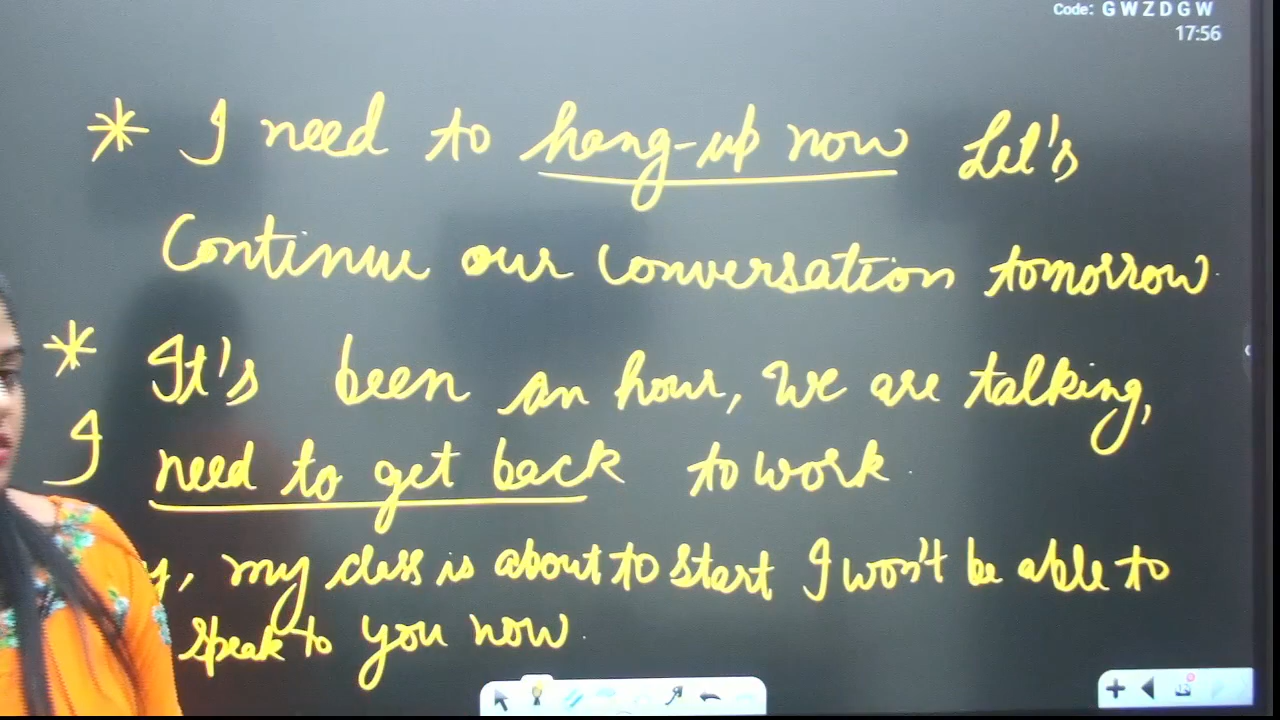 Code: GWZDGW
17:56
* I need to hang-up now Let's
Continue our conversation tomorrow.
* It's been an hour, we are talking,
I need to get back to work.
my class is about to start I won't be able to
speak to you now.